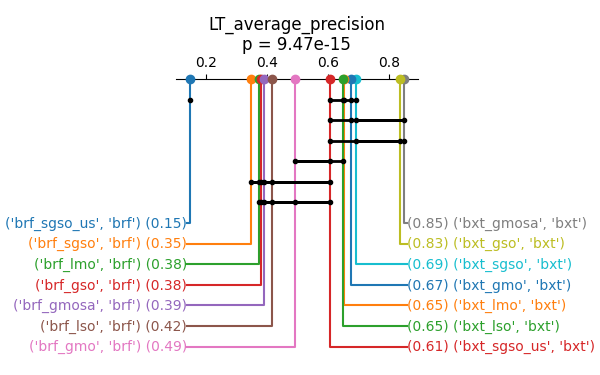 LT_average_precision
p = 9.47e-15
0.2 0.4 0.6 0.8
('brf_sgso_us', 'brf') (0.15)
('brf_sgso', 'brf') (0.35)
('brf_lmo', 'brf') (0.38)
('brf_gso', 'brf') (0.38)
('brf_gmosa', 'brf') (0.39)
('brf_lso', 'brf') (0.42)
('brf_gmo', 'brf') (0.49)
(0.85) ('bxt_gmosa', 'bxt')
(0.83) ('bxt_gso', 'bxt')
(0.69) ('bxt_sgso', 'bxt')
(0.67) ('bxt_gmo', 'bxt')
(0.65) ('bxt_lmo', 'bxt')
(0.65) ('bxt_lso', 'bxt')
(0.61) ('bxt_sgso_us', 'bxt')